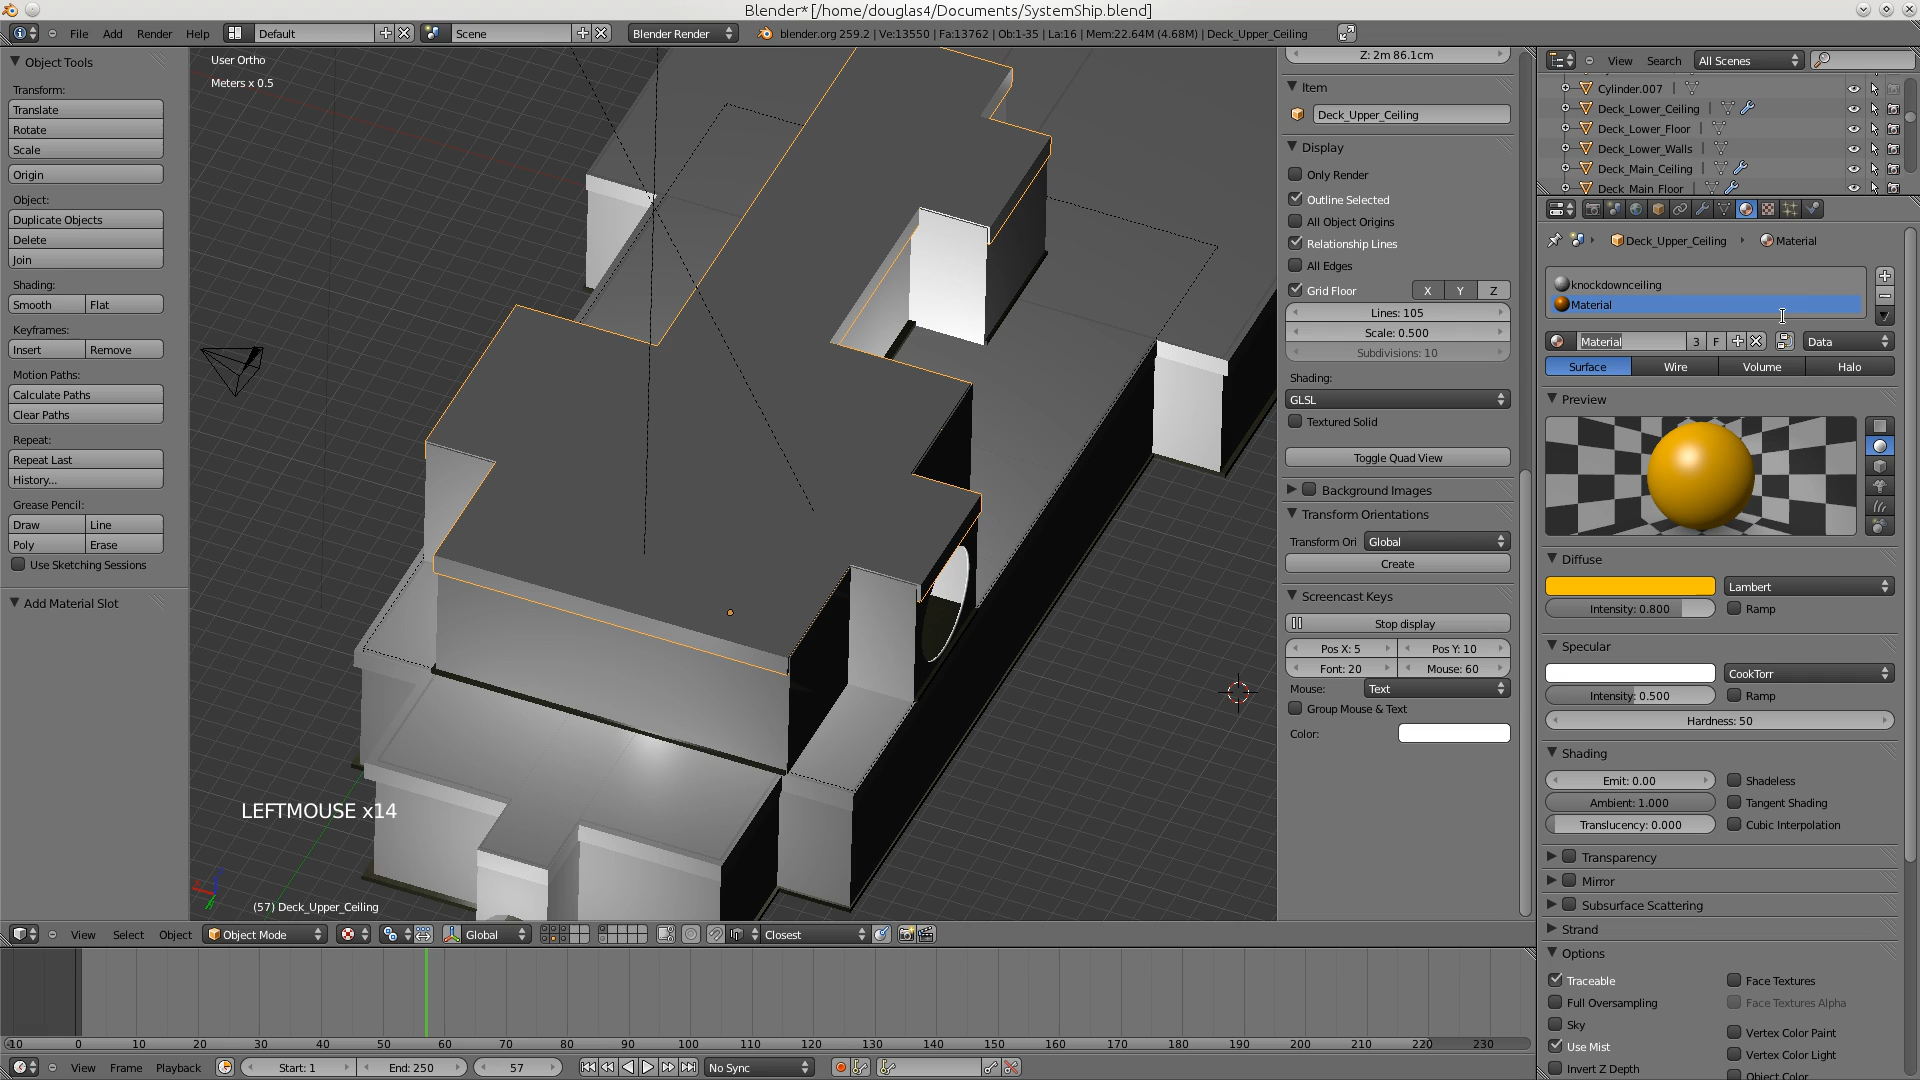 Blender* [/home/douglas4/Documents/SystemShip.blend]
File Add Render Help Default Scene Blender Render blender.org 259.2 | Ve:13550 | Fa:13762 | Ob:1-35 | La:16 | Mem:22.64M (4.68M) | Deck_Upper_Ceiling
Object Tools
Transform:
Translate
Rotate
Scale
Origin
Object:
Duplicate Objects
Delete
Join
Shading:
Smooth Flat
Keyframes:
Insert Remove
Motion Paths:
Calculate Paths
Clear Paths
Repeat:
Repeat Last
History...
Grease Pencil:
Draw Line
Poly Erase
Use Sketching Sessions
Add Material Slot
User Ortho
Meters x 0.5
LEFTMOUSE x14
(57) Deck_Upper_Ceiling
Z: 2m 86.1cm
Item
Deck_Upper_Ceiling
Display
Only Render
Outline Selected
All Object Origins
Relationship Lines
All Edges
Grid Floor X Y Z
Lines: 105
Scale: 0.500
Subdivisions: 10
Shading:
GLSL
Textured Solid
Toggle Quad View
Background Images
Transform Orientations
Transform Ori Global
Create
Screencast Keys
Stop display
Pos X: 5 Pos Y: 10
Font: 20 Mouse: 60
Mouse: Text
Group Mouse & Text
Color:
View Search All Scenes
Cylinder.007
Deck_Lower_Ceiling
Deck_Lower_Floor
Deck_Lower_Walls
Deck_Main_Ceiling
Deck_Main_Floor
Deck_Upper_Ceiling Material
knockdownceiling
Material
Material 3 F Data
Surface Wire Volume Halo
Preview
Diffuse
Lambert
Intensity: 0.800 Ramp
Specular
CookTorr
Intensity: 0.500 Ramp
Hardness: 50
Shading
Emit: 0.00 Shadeless
Ambient: 1.000 Tangent Shading
Translucency: 0.000 Cubic Interpolation
Transparency
Mirror
Subsurface Scattering
Strand
Options
Traceable Face Textures
Full Oversampling Face Textures Alpha
Sky
Vertex Color Paint
Use Mist
Vertex Color Light
Invert Z Depth
Object Color
View Select Object Object Mode Global Closest
-10 0 10 20 30 40 50 60 70 80 90 100 110 120 130 140 150 160 170 180 190 200 210 220 230
View Frame Playback Start: 1 End: 250 57 No Sync